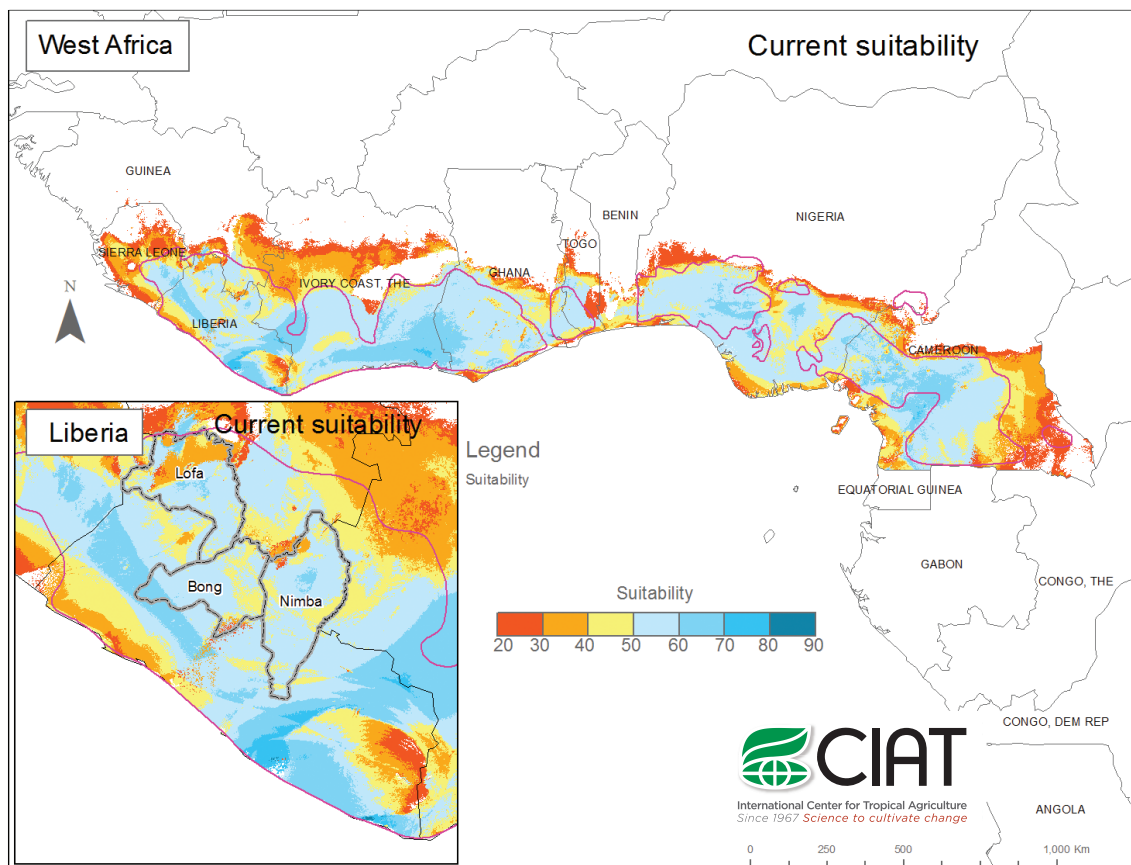 West Africa
Current suitability
GUINEA
BENIN
NIGERIA
SIERRA LEONE
TOGO
GHANA
IVORY COAST, THE
N
LIBERIA
CAMEROON
Liberia
Current suitability
Lofa
Bong
Nimba
Legend
Suitability
EQUATORIAL GUINEA
GABON
CONGO, THE
Suitability
20 30 40 50 60 70 80 90
CONGO, DEM REP
CIAT
International Center for Tropical Agriculture
Since 1967 Science to cultivate change
ANGOLA
0 250 500 1,000 Km